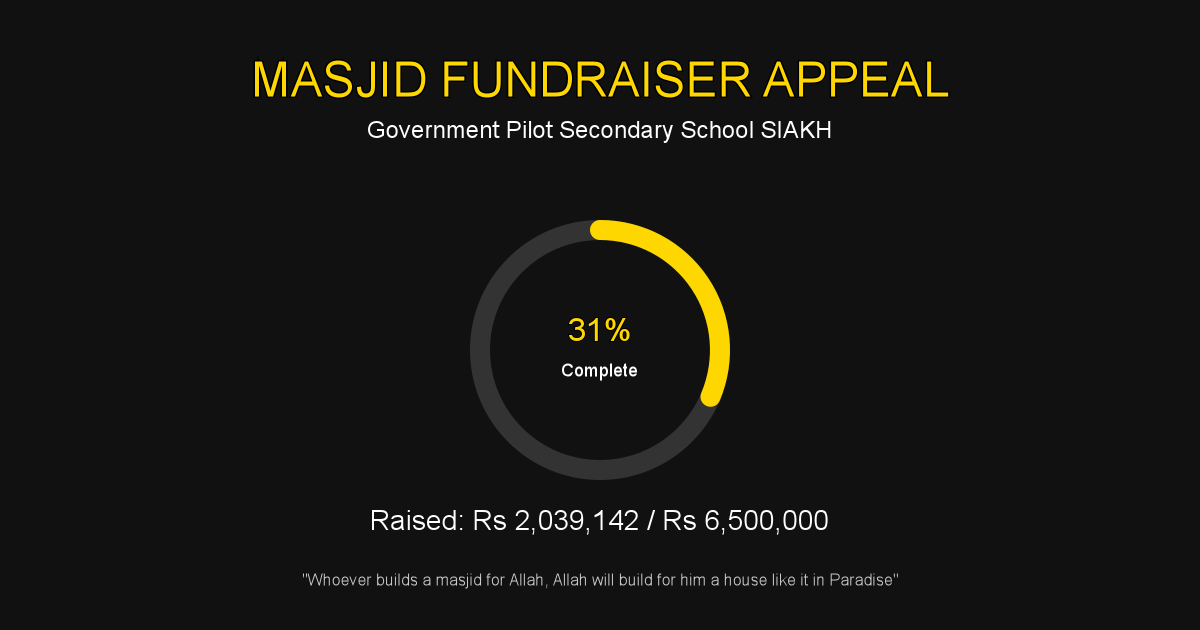 MASJID FUNDRAISER APPEAL
Government Pilot Secondary School SIAKH
31%
Complete
Raised: Rs 2,039,142 / Rs 6,500,000
"Whoever builds a masjid for Allah, Allah will build for him a house like it in Paradise"